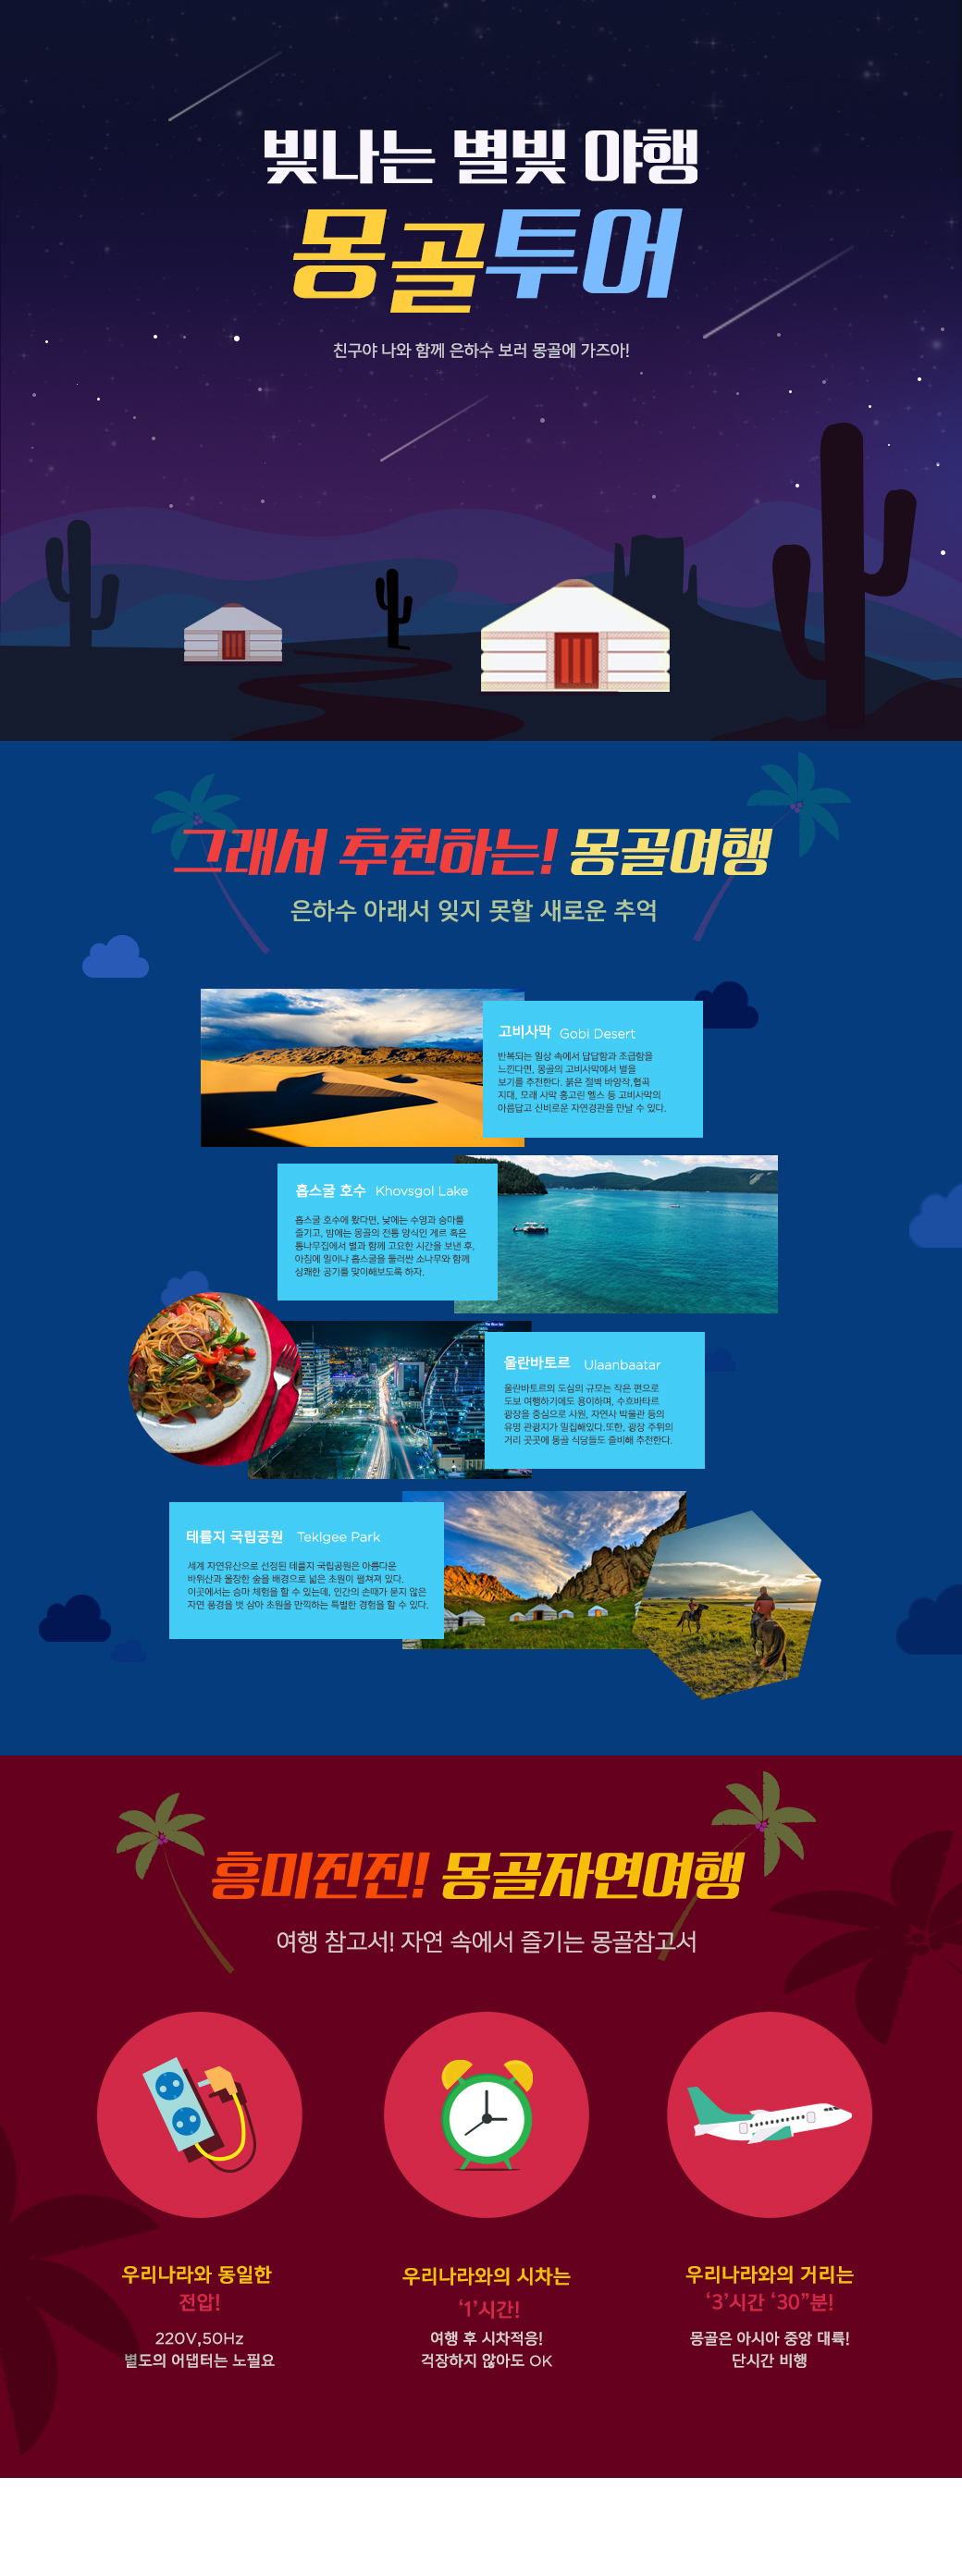 빛나는 별빛 야행
몽골투어
친구야 나와 함께 은하수 보러 몽골에 가즈아!
그래서 추천하는! 몽골여행
은하수 아래서 잊지 못할 새로운 추억
고비사막 Gobi Desert
반복되는 일상 속에서 답답함과 조급함을
느낀다면, 몽골의 고비사막에서 별을
보기를 추천한다. 붉은 절벽 바양작,협곡
지대, 모래 사막 홍고린 엘스 등 고비사막의
아름답고 신비로운 자연경관을 만날 수 있다.
홉스굴 호수 Khovsgol Lake
홉스굴 호수에 왔다면, 낮에는 수영과 승마를
즐기고, 밤에는 몽골의 전통 양식인 게르 혹은
통나무집에서 별과 함께 고요한 시간을 보낸 후,
아침에 일어나 홉스굴을 둘러싼 소나무와 함께
상쾌한 공기를 맞이해보도록 하자.
울란바토르 Ulaanbaatar
울란바토르의 도심의 규모는 작은 편으로
도보 여행하기에도 용이하며, 수흐바타르
광장을 중심으로 사원, 자연사 박물관 등의
유명 관광지가 밀집해있다.또한, 광장 주위의
거리 곳곳에 몽골 식당들도 즐비해 추천한다.
테를지 국립공원 Teklgee Park
세계 자연유산으로 선정된 테를지 국립공원은 아름다운
바위산과 울창한 숲을 배경으로 넓은 초원이 펼쳐져 있다.
이곳에서는 승마 체험을 할 수 있는데, 인간의 손때가 묻지 않은
자연 풍경을 벗 삼아 초원을 만끽하는 특별한 경험을 할 수 있다.
흥미진진! 몽골자연여행
여행 참고서! 자연 속에서 즐기는 몽골참고서
우리나라와 동일한
전압!
220V,50Hz
별도의 어댑터는 노필요
우리나라와의 시차는
‘1’시간!
여행 후 시차적응!
걱장하지 않아도 OK
우리나라와의 거리는
‘3’시간 ‘30”분!
몽골은 아시아 중앙 대륙!
단시간 비행